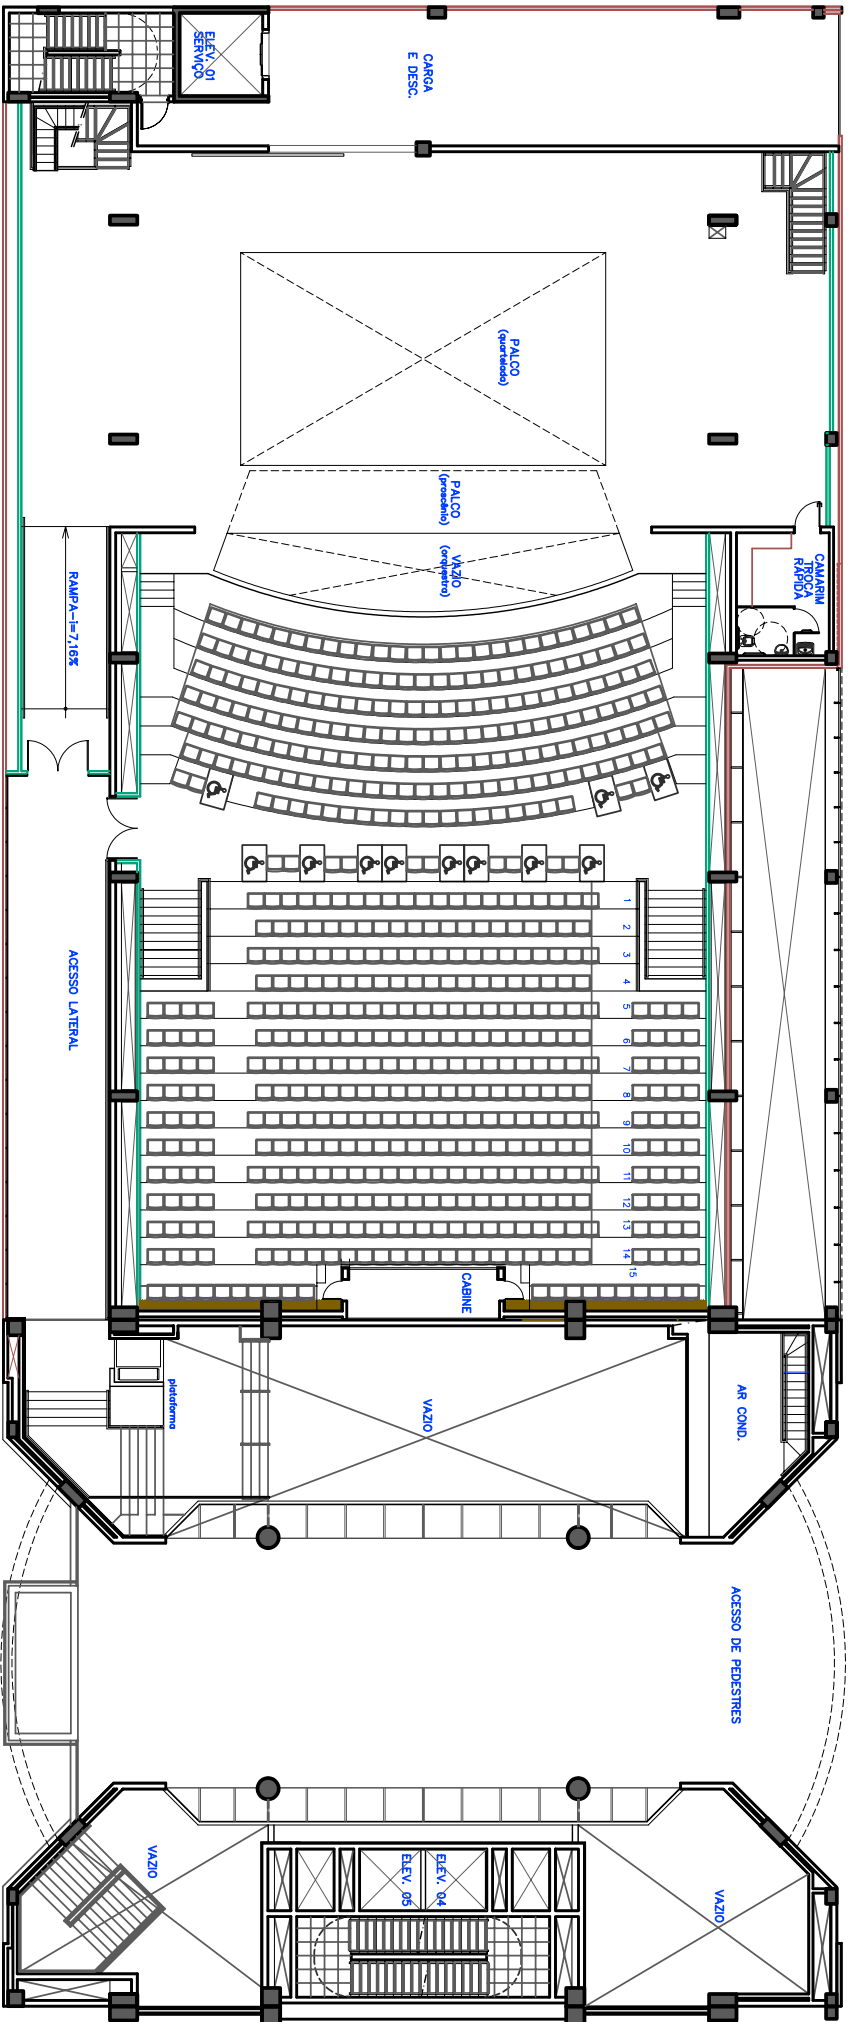 ELEV. 01
SERVIÇO
CARGA
E DESC.
PALCO
(quartelada)
PALCO
(proscênio)
VAZIO
(orquestra)
CAMARIM
TROCA
RÁPIDA
RAMPA-i=7,16%
ACESSO LATERAL
1
2
3
4
5
6
7
8
9
10
11
12
13
14
15
CABINE
plataforma
VAZIO
AR COND.
ACESSO DE PEDESTRES
VAZIO
ELEV. 04
ELEV. 05
VAZIO